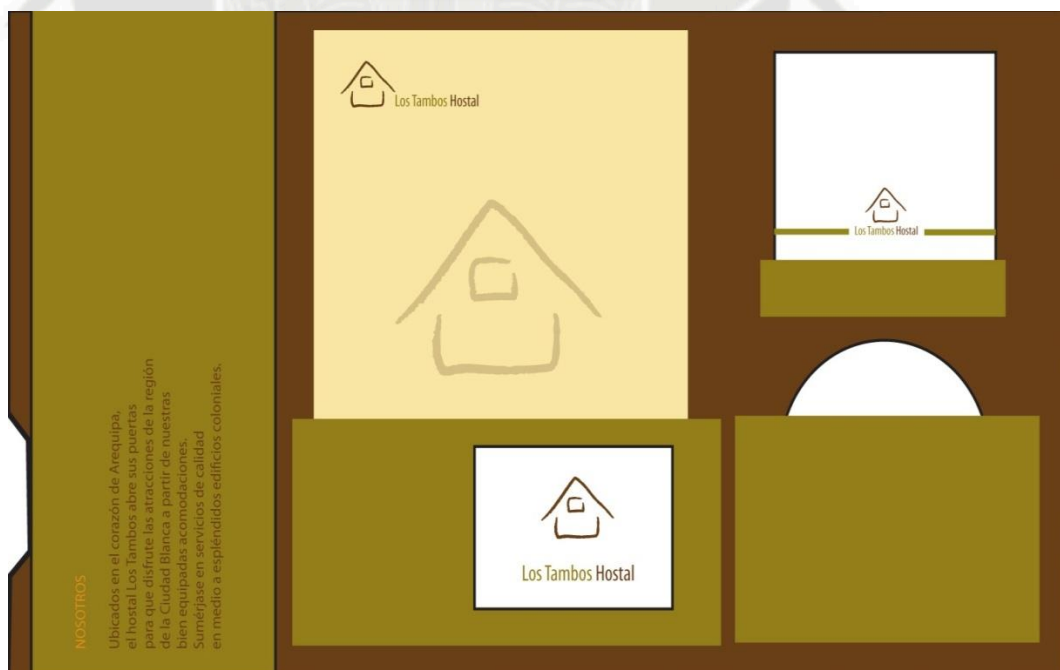 NOSOTROS
Ubicados en el corazón de Arequipa,
el hostal Los Tambos abre sus puertas
para que disfrute las atracciones de la región
de la Ciudad Blanca a partir de nuestras
bien equipadas acomodaciones.
Sumérjase en servicios de calidad
en medio a espléndidos edificios coloniales.
Los Tambos Hostal
Los Tambos Hostal
Los Tambos Hostal